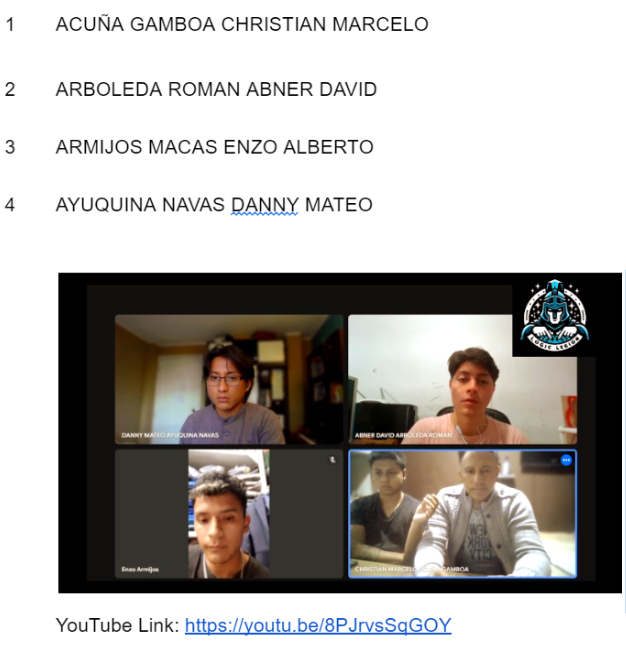 1 ACUÑA GAMBOA CHRISTIAN MARCELO
2 ARBOLEDA ROMAN ABNER DAVID
3 ARMIJOS MACAS ENZO ALBERTO
4 AYUQUINA NAVAS DANNY MATEO
LOGIC LEGION
DANNY MATEO AYUQUINA NAVAS
ABNER DAVID ARBOLEDA ROMAN
Enzo Armijos
CHRISTIAN MARCELO GAMBOA
YouTube Link: https://youtu.be/8PJrvsSqGOY